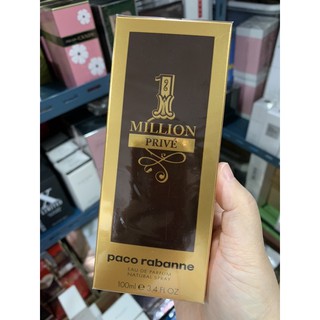 1
MILLION
PRIVÉ
paco rabanne
EAU DE PARFUM
NATURAL SPRAY
100ml e 3.4 FL.OZ